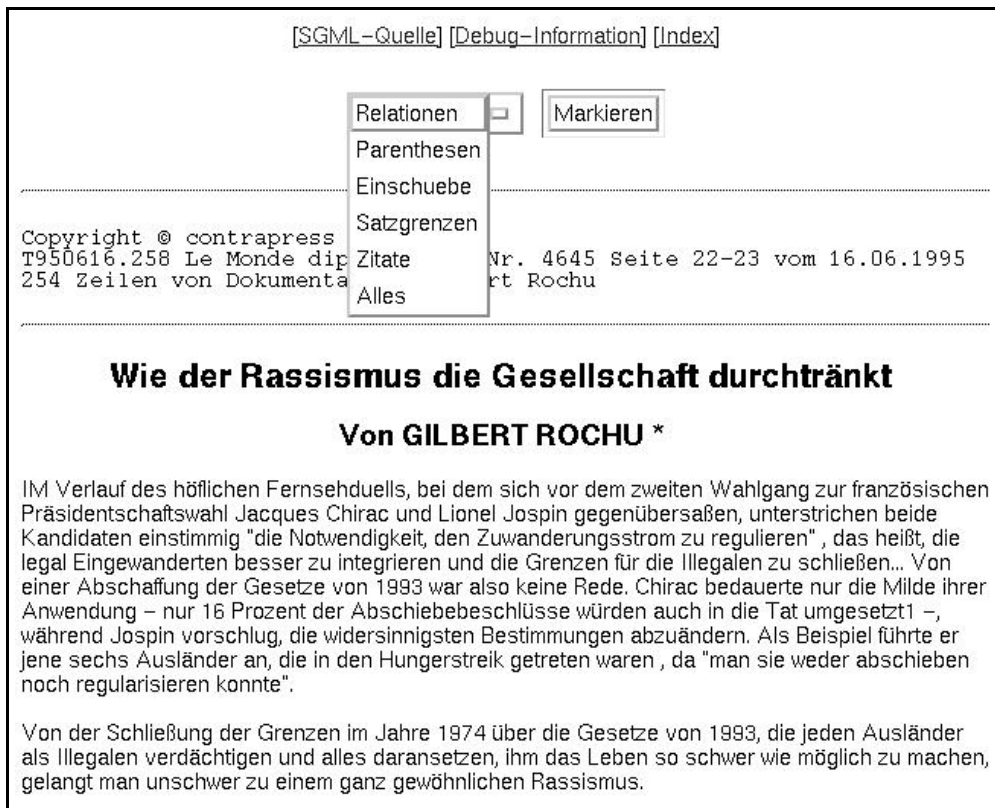 [SGML–Quelle] [Debug–Information] [Index]
Relationen Markieren
Parenthesen
Einschuebe
Satzgrenzen
Zitate
Alles
Copyright © contrapress
T950616.258 Le Monde dip Nr. 4645 Seite 22-23 vom 16.06.1995
254 Zeilen von Dokumenta rt Rochu
Wie der Rassismus die Gesellschaft durchtränkt
Von GILBERT ROCHU *
IM Verlauf des höflichen Fernsehduells, bei dem sich vor dem zweiten Wahlgang zur französischen
Präsidentschaftswahl Jacques Chirac und Lionel Jospin gegenübersaßen, unterstrichen beide
Kandidaten einstimmig "die Notwendigkeit, den Zuwanderungsstrom zu regulieren" , das heißt, die
legal Eingewanderten besser zu integrieren und die Grenzen für die Illegalen zu schließen... Von
einer Abschaffung der Gesetze von 1993 war also keine Rede. Chirac bedauerte nur die Milde ihrer
Anwendung – nur 16 Prozent der Abschiebebeschlüsse würden auch in die Tat umgesetzt1 –,
während Jospin vorschlug, die widersinnigsten Bestimmungen abzuändern. Als Beispiel führte er
jene sechs Ausländer an, die in den Hungerstreik getreten waren , da "man sie weder abschieben
noch regularisieren konnte".
Von der Schließung der Grenzen im Jahre 1974 über die Gesetze von 1993, die jeden Ausländer
als Illegalen verdächtigen und alles daransetzen, ihm das Leben so schwer wie möglich zu machen,
gelangt man unschwer zu einem ganz gewöhnlichen Rassismus.